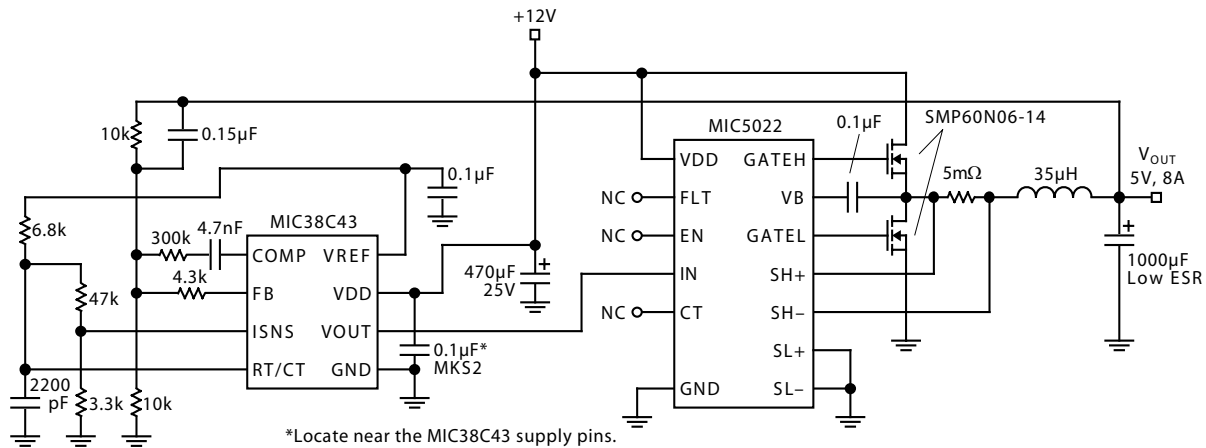 +12V
10k
0.15µF
MIC5022
0.1µF
SMP60N06-14
VDD
GATEH
5mΩ
35µH
VOUT
5V, 8A
0.1µF
NC
FLT
VB
6.8k
MIC38C43
300k
4.7nF
COMP
VREF
NC
EN
GATEL
+
1000µF
Low ESR
4.3k
FB
VDD
470µF
25V
+
IN
SH+
47k
ISNS
VOUT
NC
CT
SH–
RT/CT
GND
0.1µF*
MKS2
SL+
2200
pF
3.3k
10k
GND
SL–
*Locate near the MIC38C43 supply pins.